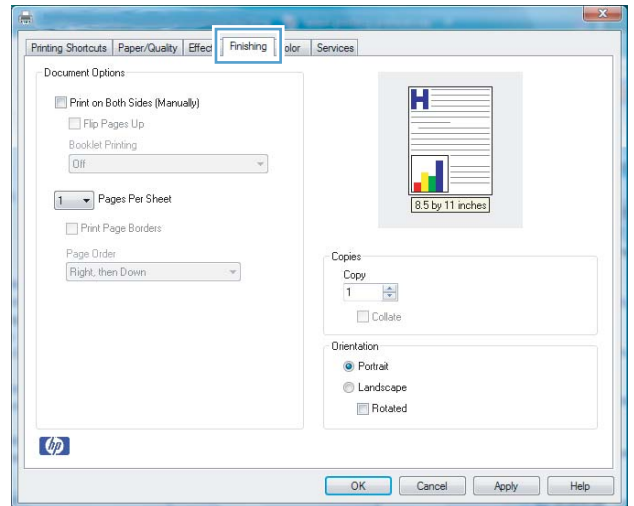 Printing Shortcuts Paper/Quality Effec Finishing olor Services
Document Options
Print on Both Sides (Manually)
Flip Pages Up
Booklet Printing
Off
1 Pages Per Sheet
Print Page Borders
Page Order
Right, then Down
H
8.5 by 11 inches
Copies
Copy
1
Collate
Orientation
Portrait
Landscape
Rotated
hp
OK Cancel Apply Help